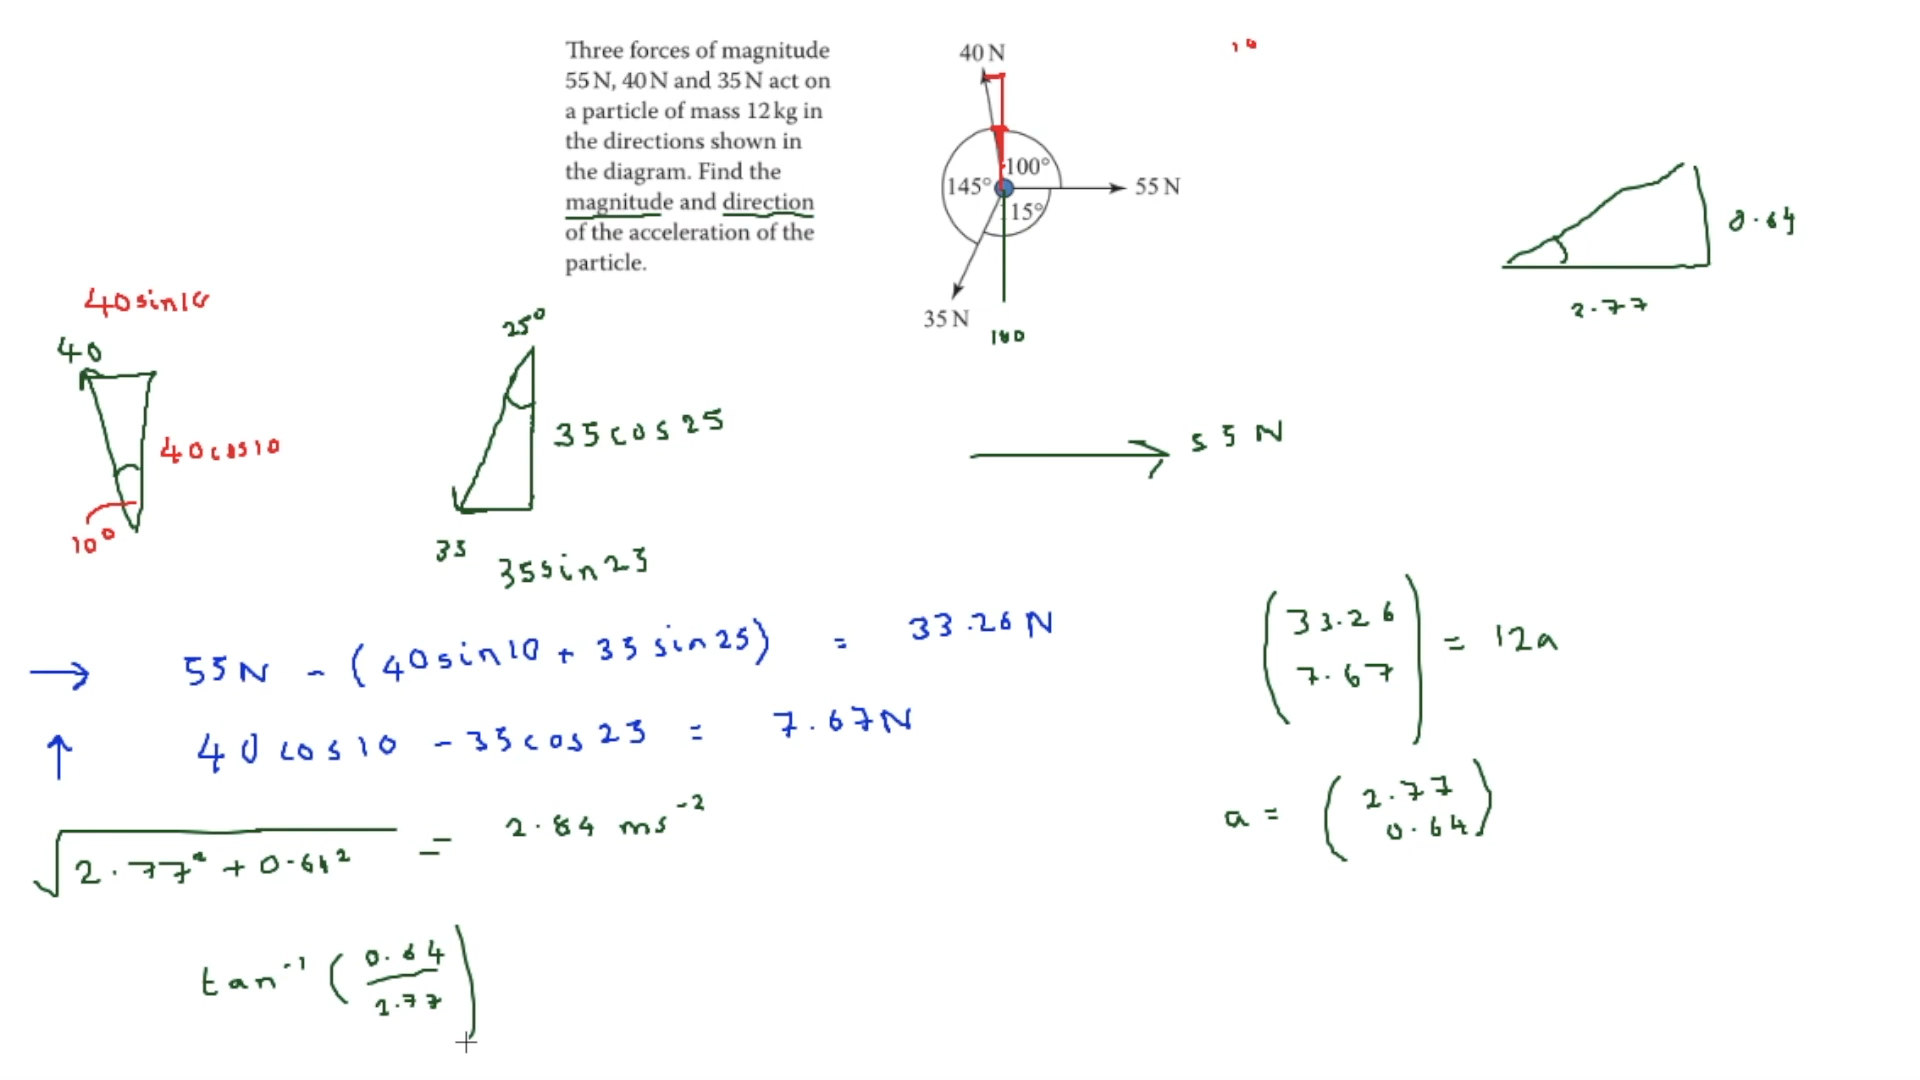 Three forces of magnitude
55 N, 40 N and 35 N act on
a particle of mass 12 kg in
the directions shown in
the diagram. Find the
magnitude and direction
of the acceleration of the
particle.
40 N
100°
145°
55 N
15°
35 N
180
10
0.64
2.77
40sin10
40
40cos10
10°
25°
35cos25
35
35sin25
55N
→ 55N - (40sin10 + 35sin25) = 33.26N
↑ 40cos10 - 35cos25 = 7.67N
(33.26
7.67) = 12a
a = (2.77
0.64)
√2.77² + 0.64² = 2.84 ms⁻²
tan⁻¹ (0.64
2.77)